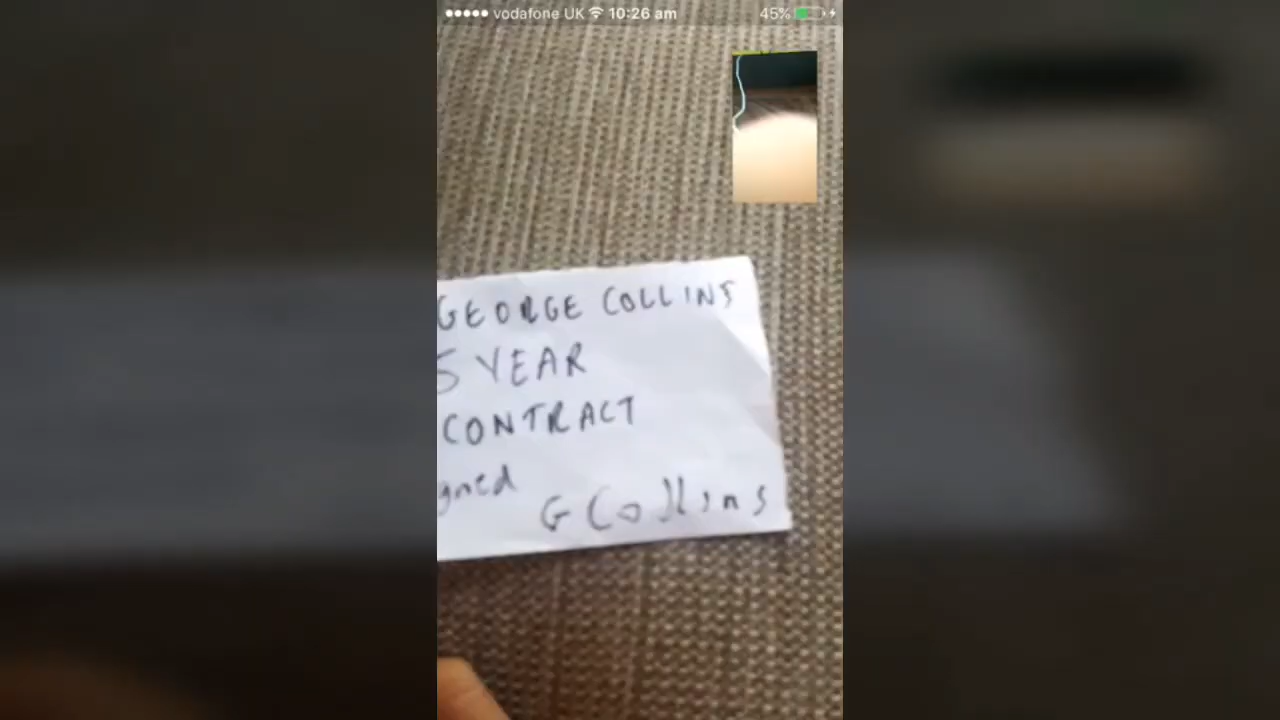 vodafone UK 10:26 am 45%
GEORGE COLLINS
5 YEAR
CONTRACT
gned
G Collins